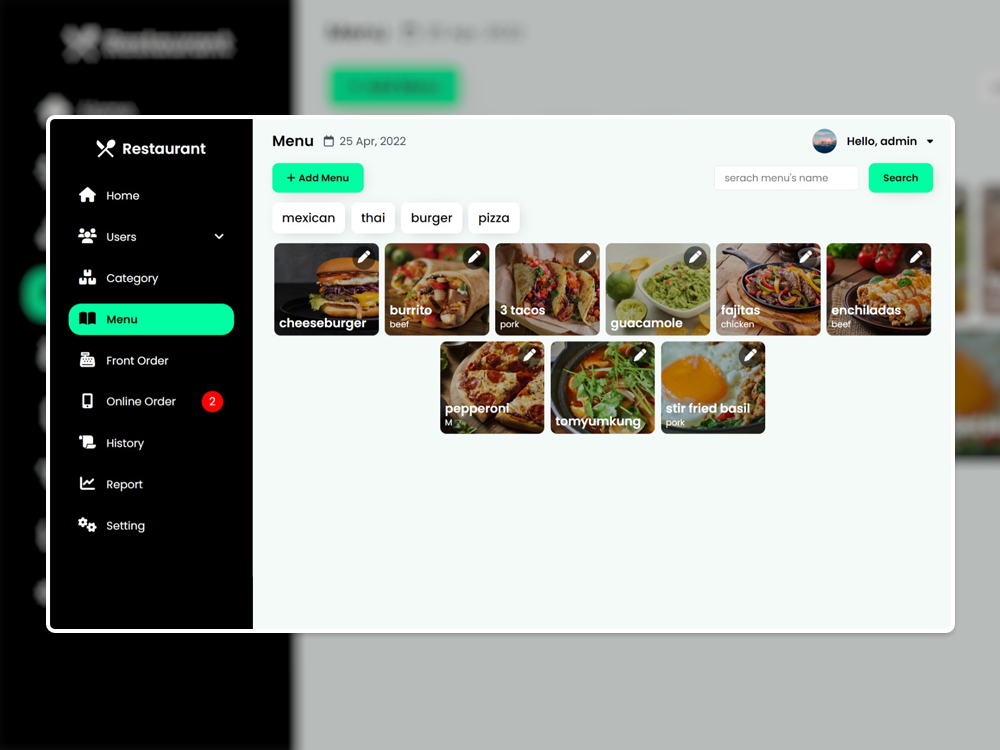 Restaurant
Home
Users
Category
Menu
Front Order
Online Order 2
History
Report
Setting
Menu 25 Apr, 2022
Hello, admin
+ Add Menu
serach menu's name
Search
mexican thai burger pizza
cheeseburger
burrito
beef
3 tacos
pork
guacamole
fajitas
chicken
enchiladas
beef
pepperoni
M
tomyumkung
stir fried basil
pork